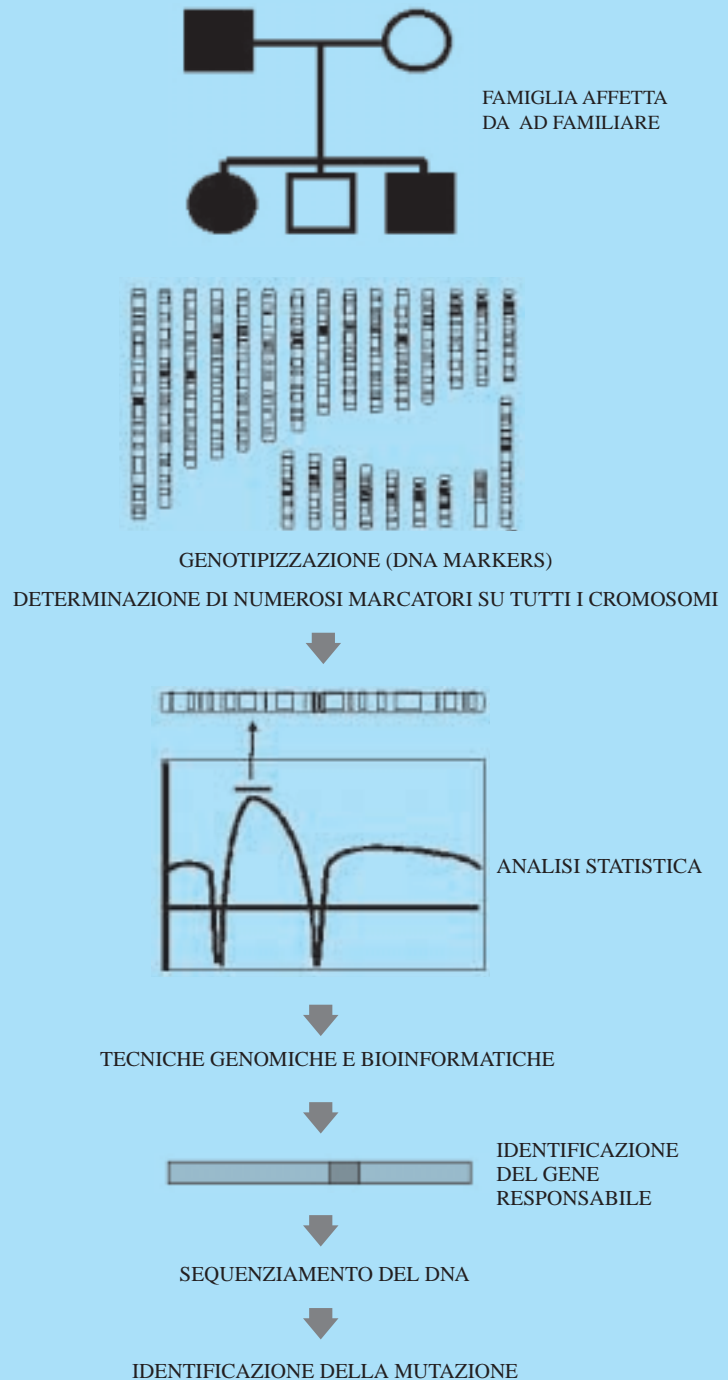 FAMIGLIA AFFETTA
DA AD FAMILIARE
GENOTIPIZZAZIONE (DNA MARKERS)
DETERMINAZIONE DI NUMEROSI MARCATORI SU TUTTI I CROMOSOMI
ANALISI STATISTICA
TECNICHE GENOMICHE E BIOINFORMATICHE
IDENTIFICAZIONE
DEL GENE
RESPONSABILE
SEQUENZIAMENTO DEL DNA
IDENTIFICAZIONE DELLA MUTAZIONE